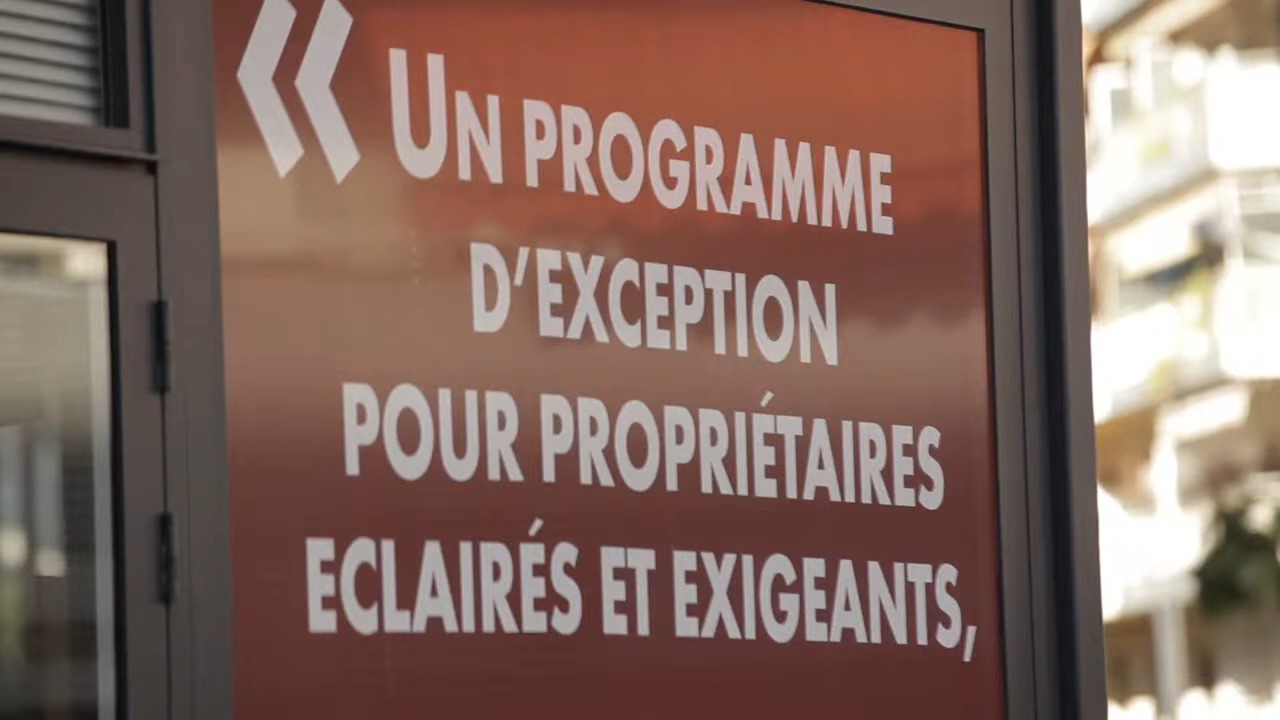 « UN PROGRAMME
D'EXCEPTION
POUR PROPRIÉTAIRES
ECLAIRÉS ET EXIGEANTS,